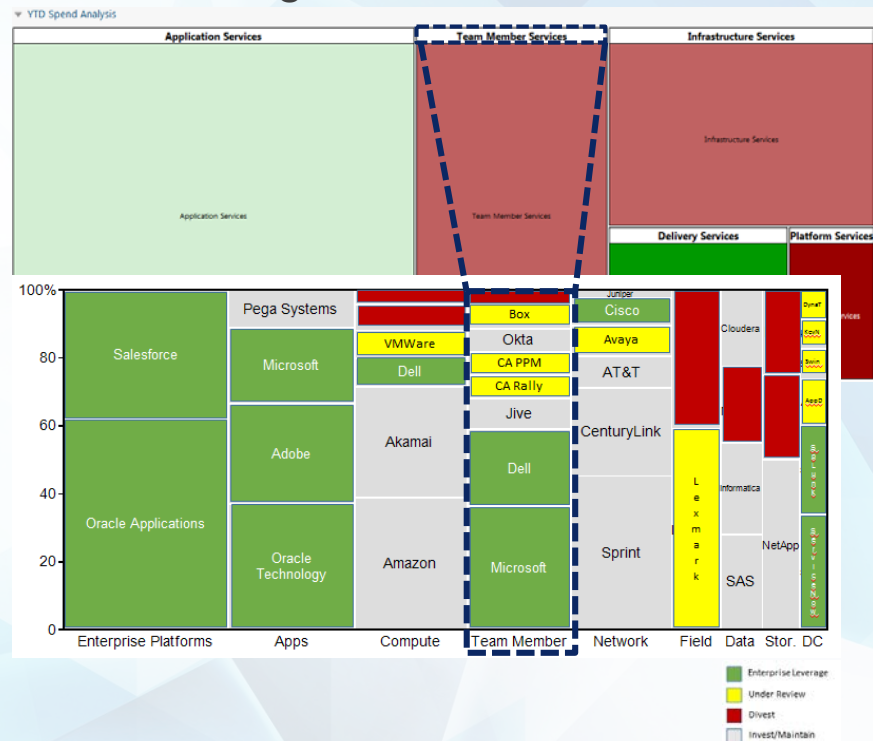 YTD Spend Analysis
Application Services
Team Member Services
Infrastructure Services
Infrastructure Services
Application Services
Team Member Services
Delivery Services
Platform Services
100%
80
60
40
20
0
Salesforce
Oracle Applications
Pega Systems
Microsoft
Adobe
Oracle
Technology
VMWare
Dell
Akamai
Amazon
Box
Okta
CA PPM
CA Rally
Jive
Dell
Microsoft
Juniper
Cisco
Avaya
AT&T
CenturyLink
Sprint
Lexmark
Cloudera
Informatica
SAS
NetApp
DynaT
AppD
ServiceNow
Enterprise Platforms
Apps
Compute
Team Member
Network
Field
Data
Stor.
DC
Enterprise Leverage
Under Review
Divest
Invest/Maintain